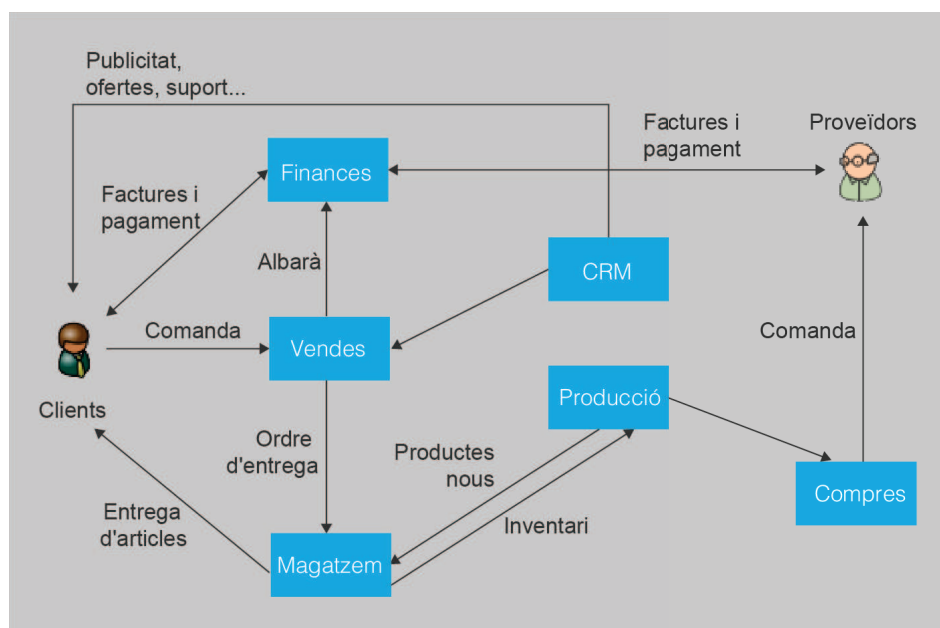 Publicitat,
ofertes, suport...
Factures i
pagament
Proveïdors
Finances
Factures i
pagament
Albarà
CRM
Comanda
Vendes
Comanda
Clients
Producció
Ordre
d'entrega
Productes
nous
Compres
Entrega
d'articles
Inventari
Magatzem